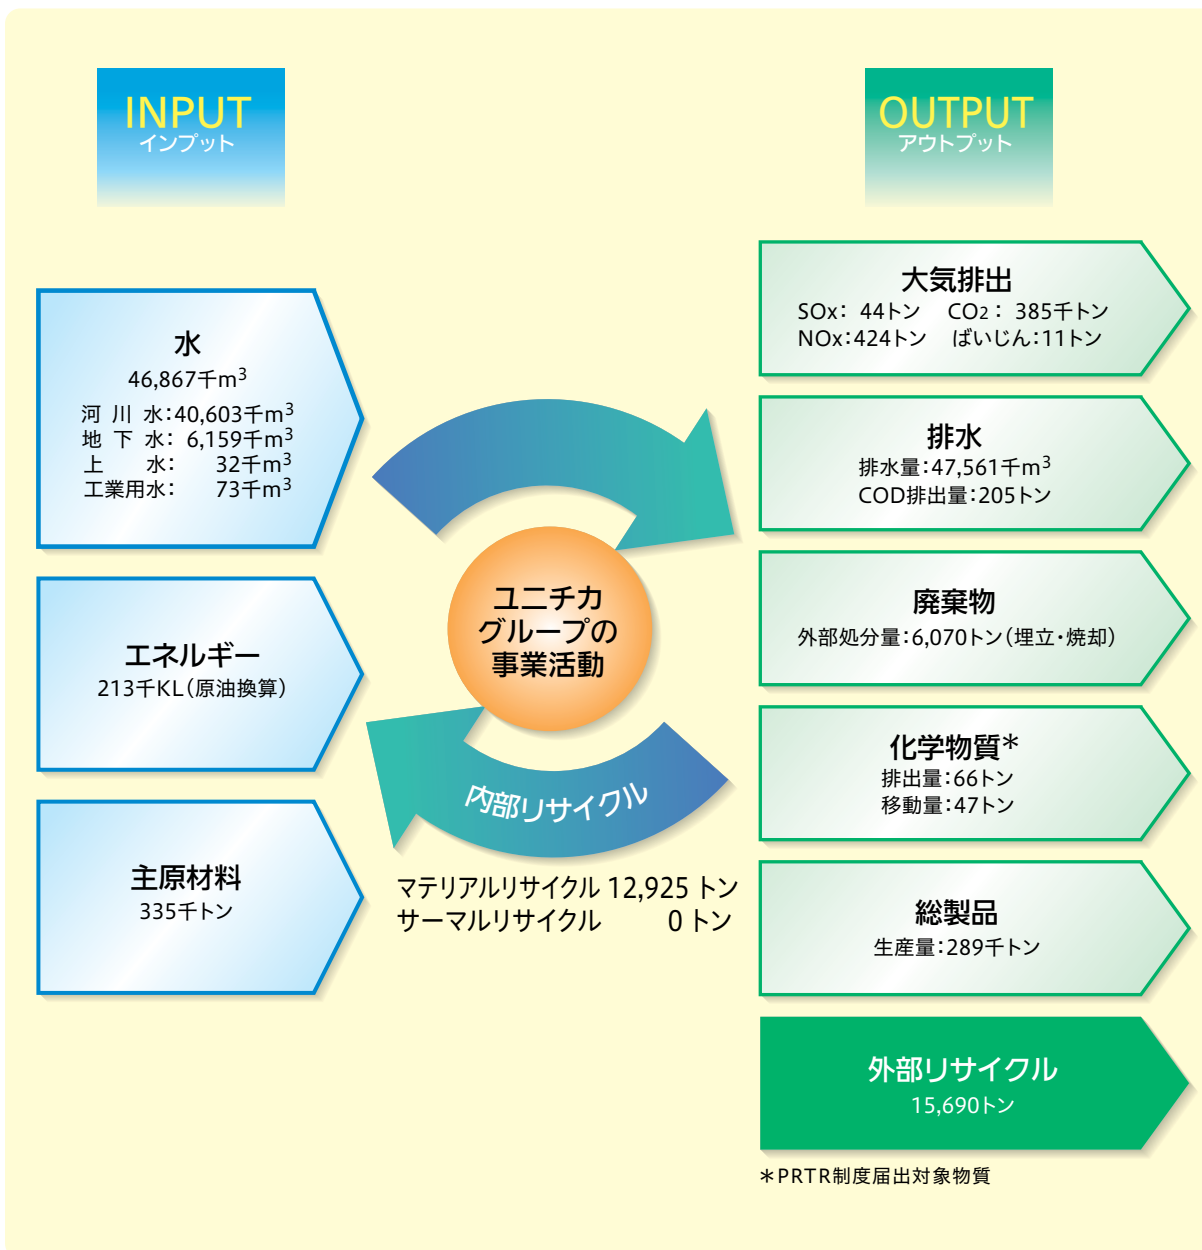 INPUT
インプット
水
46,867千m³
河川水：40,603千m³
地下水：6,159千m³
上水：32千m³
工業用水：73千m³
エネルギー
213千KL（原油換算）
主原材料
335千トン
ユニチカ
グループの
事業活動
内部リサイクル
マテリアルリサイクル 12,925 トン
サーマルリサイクル 0 トン
OUTPUT
アウトプット
大気排出
SOx：44トン CO₂：385千トン
NOx：424トン ばいじん：11トン
排水
排水量：47,561千m³
COD排出量：205トン
廃棄物
外部処分量：6,070トン（埋立・焼却）
化学物質＊
排出量：66トン
移動量：47トン
総製品
生産量：289千トン
外部リサイクル
15,690トン
＊PRTR制度届出対象物質